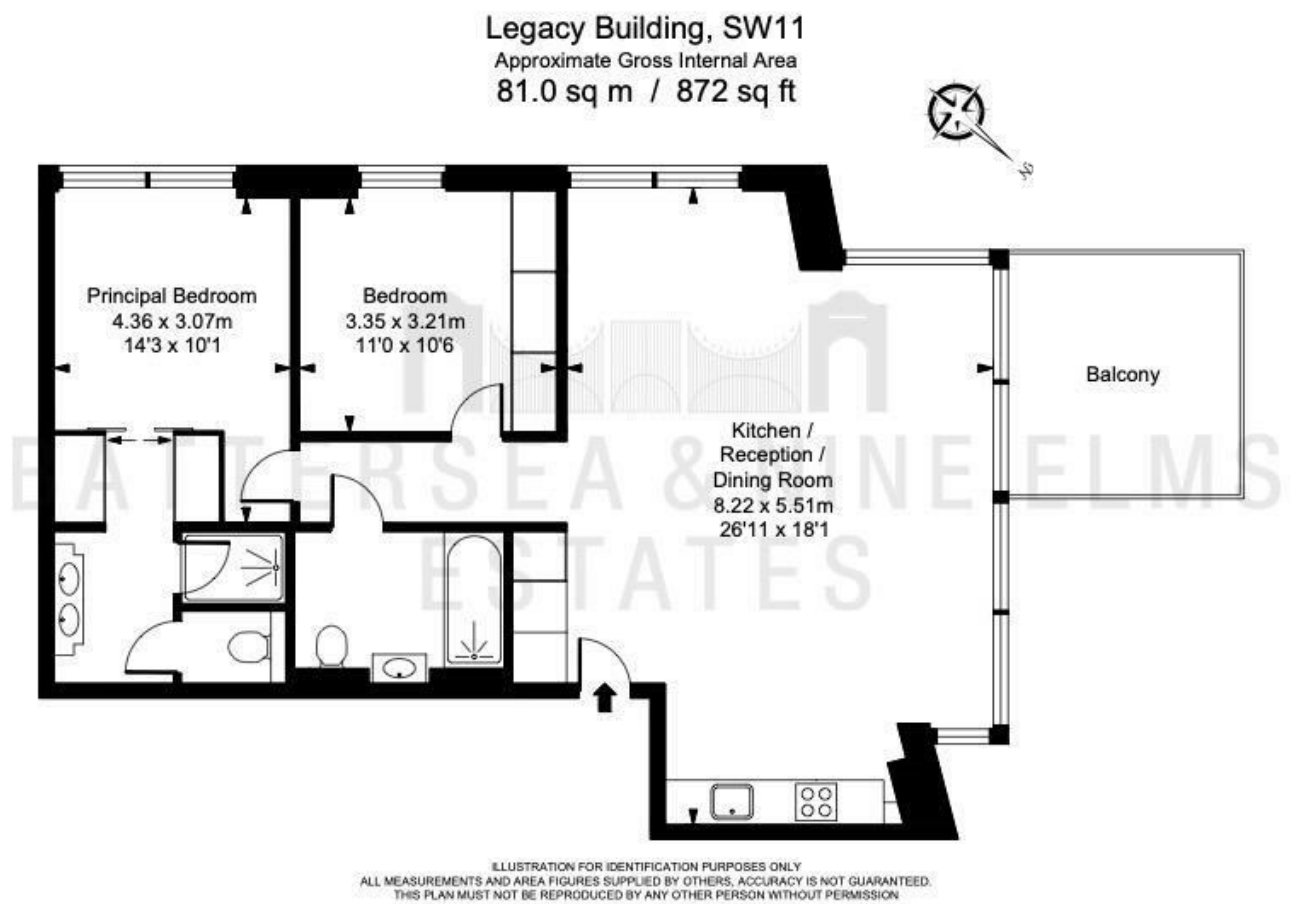 Legacy Building, SW11
Approximate Gross Internal Area
81.0 sq m / 872 sq ft
N
Principal Bedroom
4.36 x 3.07m
14'3 x 10'1
Bedroom
3.35 x 3.21m
11'0 x 10'6
Kitchen /
Reception /
Dining Room
8.22 x 5.51m
26'11 x 18'1
Balcony
BATTERSEA & NINE ELMS
ESTATES
ILLUSTRATION FOR IDENTIFICATION PURPOSES ONLY
ALL MEASUREMENTS AND AREA FIGURES SUPPLIED BY OTHERS, ACCURACY IS NOT GUARANTEED.
THIS PLAN MUST NOT BE REPRODUCED BY ANY OTHER PERSON WITHOUT PERMISSION